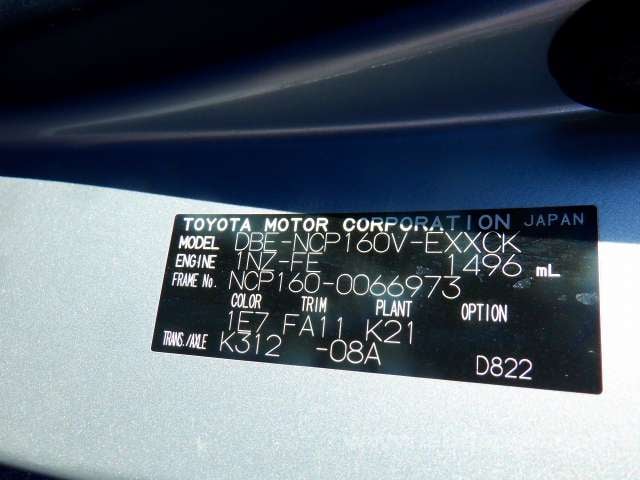 TOYOTA MOTOR CORPORATION JAPAN
MODEL DBE-NCP160V-EXXCK
ENGINE 1NZ-FE 1496 mL
FRAME No. NCP160-0066973
COLOR TRIM PLANT OPTION
1E7 FA11 K21
TRANS./AXLE K312 -08A
D822